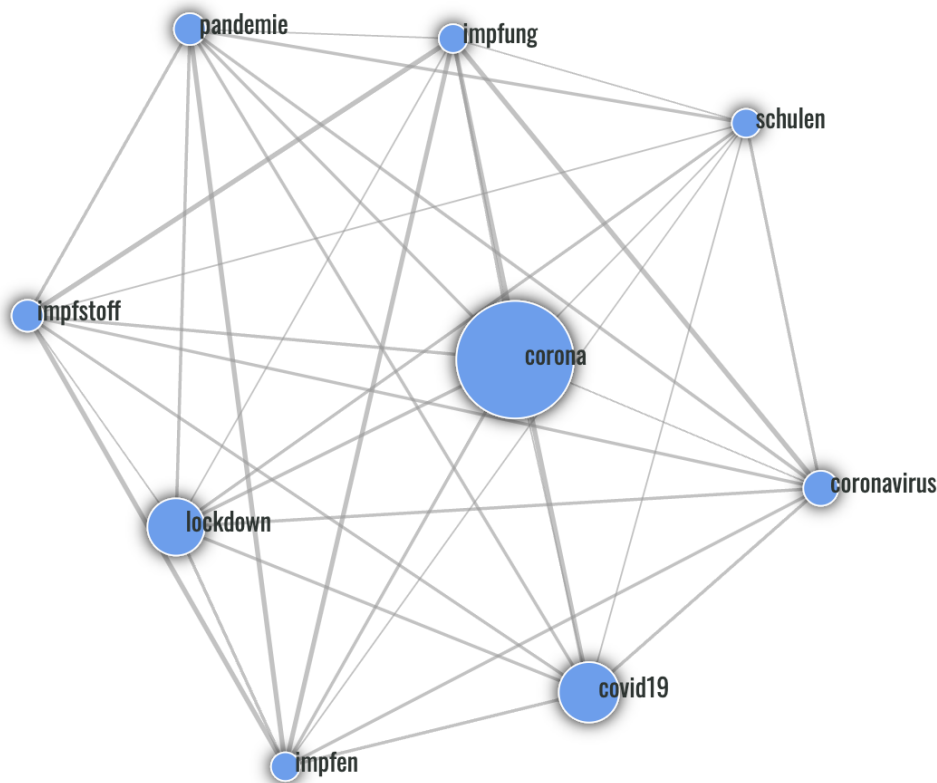 pandemie
impfung
schulen
impfstoff
corona
coronavirus
lockdown
covid19
impfen